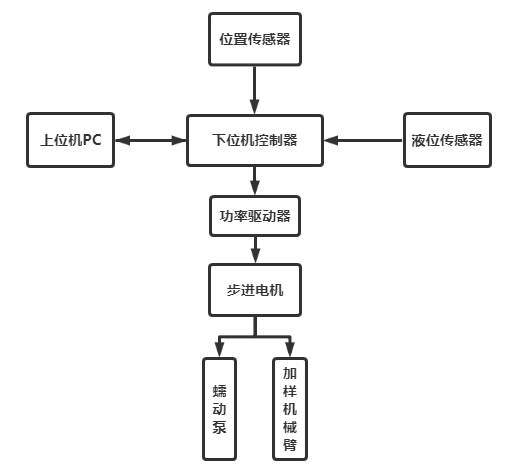 位置传感器
上位机PC
下位机控制器
液位传感器
功率驱动器
步进电机
蠕动泵
加样机械臂